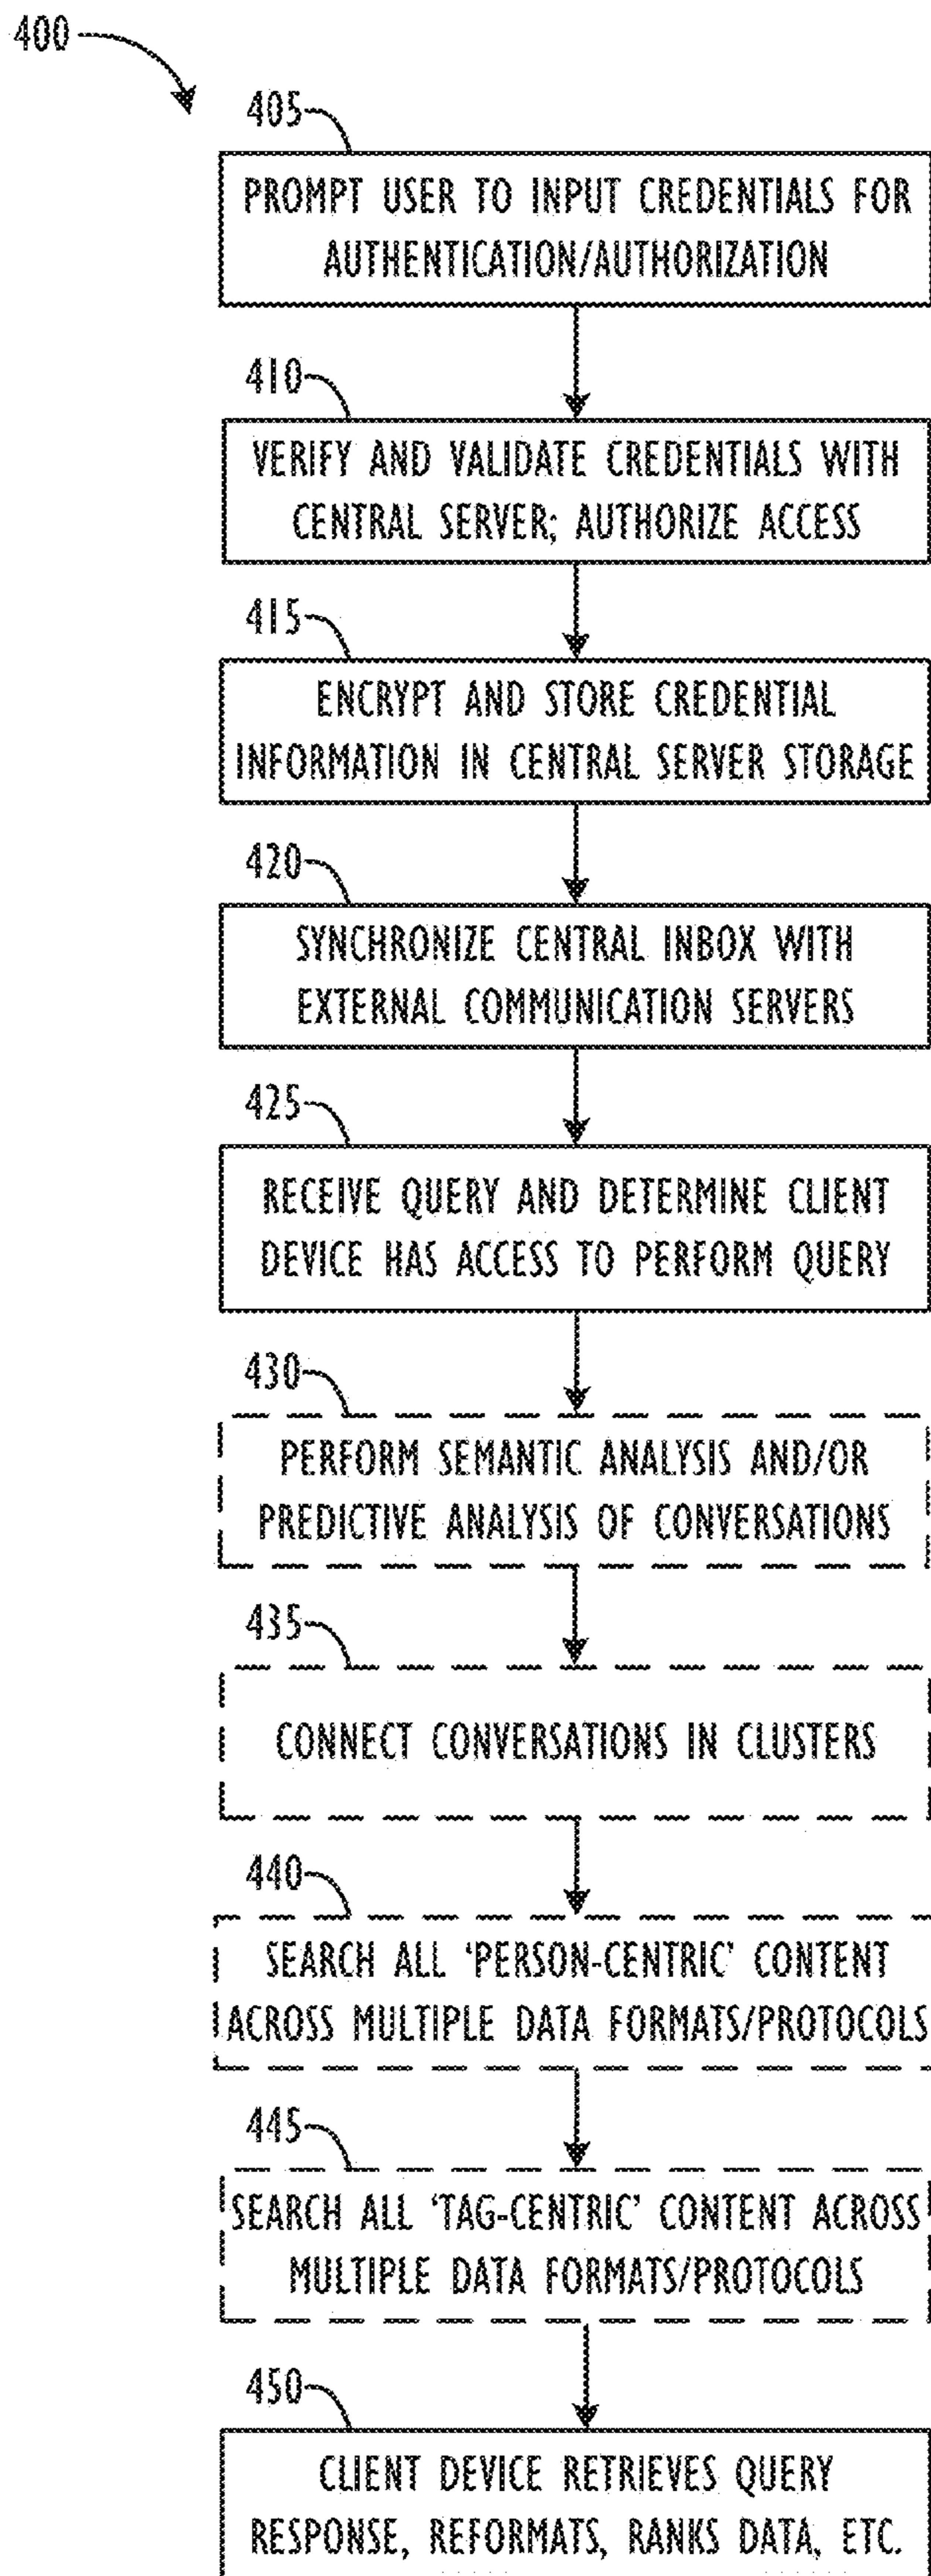 400
405
PROMPT USER TO INPUT CREDENTIALS FOR
AUTHENTICATION/AUTHORIZATION
410
VERIFY AND VALIDATE CREDENTIALS WITH
CENTRAL SERVER; AUTHORIZE ACCESS
415
ENCRYPT AND STORE CREDENTIAL
INFORMATION IN CENTRAL SERVER STORAGE
420
SYNCHRONIZE CENTRAL INBOX WITH
EXTERNAL COMMUNICATION SERVERS
425
RECEIVE QUERY AND DETERMINE CLIENT
DEVICE HAS ACCESS TO PERFORM QUERY
430
PERFORM SEMANTIC ANALYSIS AND/OR
PREDICTIVE ANALYSIS OF CONVERSATIONS
435
CONNECT CONVERSATIONS IN CLUSTERS
440
SEARCH ALL 'PERSON-CENTRIC' CONTENT
ACROSS MULTIPLE DATA FORMATS/PROTOCOLS
445
SEARCH ALL 'TAG-CENTRIC' CONTENT ACROSS
MULTIPLE DATA FORMATS/PROTOCOLS
450
CLIENT DEVICE RETRIEVES QUERY
RESPONSE, REFORMATS, RANKS DATA, ETC.